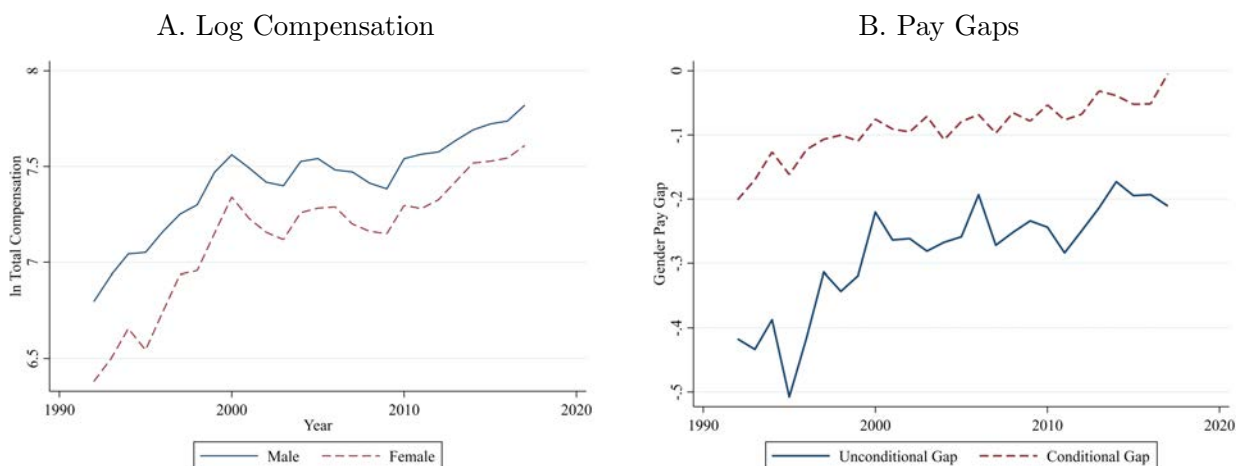 A. Log Compensation
ln Total Compensation
8
7.5
7
6.5
1990
2000
2010
2020
Year
Male
Female
B. Pay Gaps
Gender Pay Gap
0
-.1
-.2
-.3
-.4
-.5
1990
2000
2010
2020
Unconditional Gap
Conditional Gap